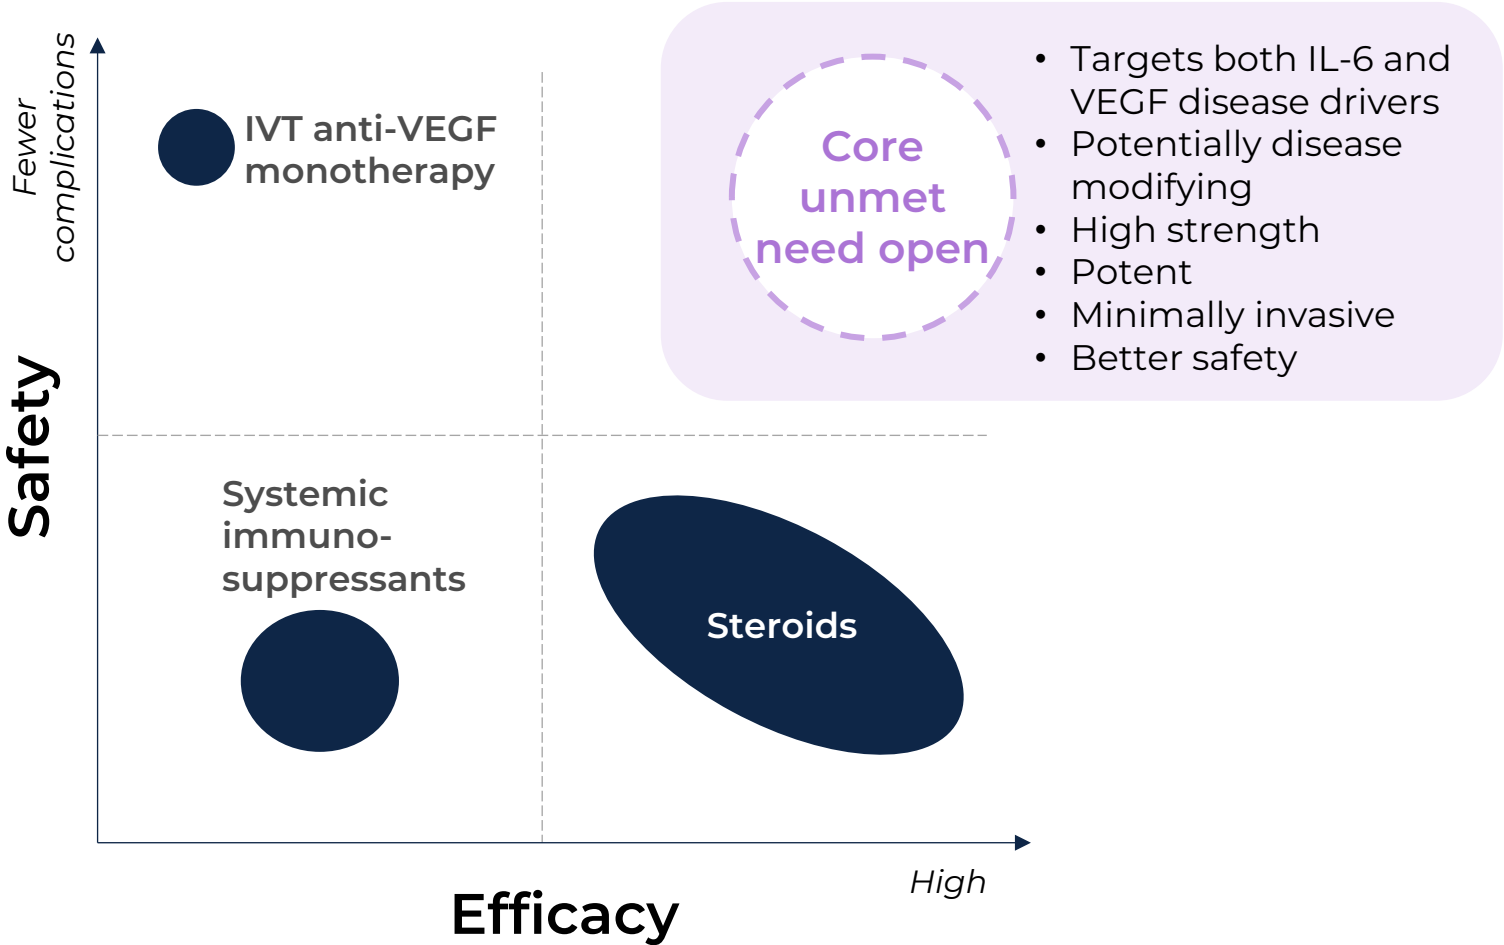 Fewer
complications
IVT anti-VEGF
monotherapy
Core
unmet
need open
• Targets both IL-6 and
VEGF disease drivers
• Potentially disease
modifying
• High strength
• Potent
• Minimally invasive
• Better safety
Safety
Systemic
immuno-
suppressants
Steroids
High
Efficacy